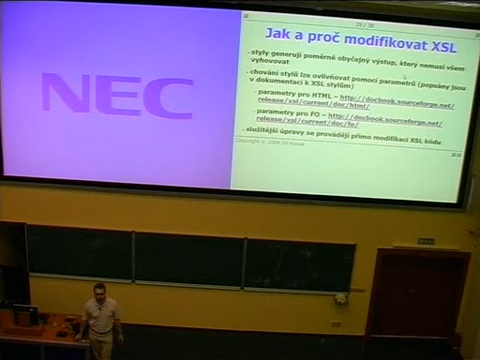 NEC
29 / 38
Jak a proč modifikovat XSL
- styly generují poměrně obyčejný výstup, který nemusí všem
vyhovovat
- chování stylů lze ovlivňovat pomocí parametrů (popsány jsou
v dokumentaci k XSL stylům)
- parametry pro HTML – http://docbook.sourceforge.net/
release/xsl/current/doc/html/
- parametry pro FO – http://docbook.sourceforge.net/
release/xsl/current/doc/fo/
- složitější úpravy se provádějí přímo modifikací XSL kódu
Copyright ©